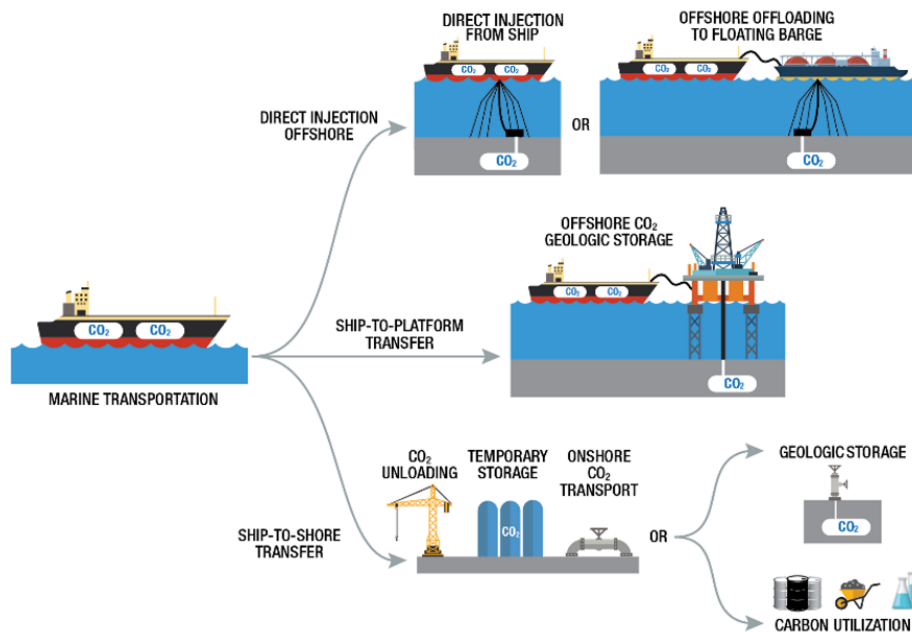 DIRECT INJECTION
FROM SHIP
OFFSHORE OFFLOADING
TO FLOATING BARGE
CO₂ CO₂
CO₂ CO₂
DIRECT INJECTION
OFFSHORE
OR
CO₂
CO₂
OFFSHORE CO₂
GEOLOGIC STORAGE
CO₂ CO₂
CO₂ CO₂
SHIP-TO-PLATFORM
TRANSFER
CO₂
MARINE TRANSPORTATION
CO₂
UNLOADING
TEMPORARY
STORAGE
ONSHORE
CO₂
TRANSPORT
GEOLOGIC STORAGE
SHIP-TO-SHORE
TRANSFER
CO₂
OR
CO₂
CARBON UTILIZATION